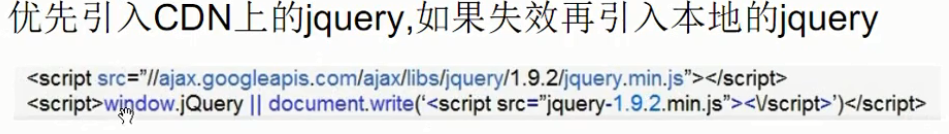 优先引入CDN上的jquery,如果失效再引入本地的jquery
<script src=”//ajax.googleapis.com/ajax/libs/jquery/1.9.2/jquery.min.js”></script>
<script>window.jQuery || document.write(‘<script src=”jquery-1.9.2.min.js”><\/script>’)</script>